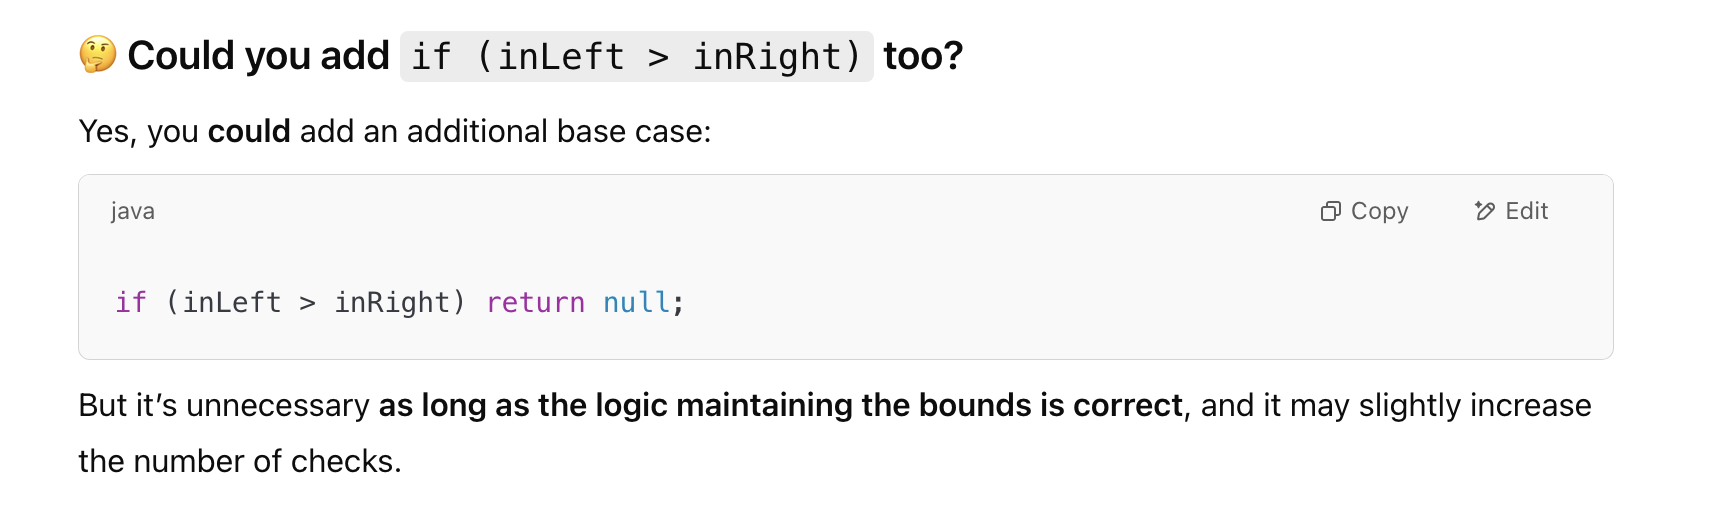 🤔 Could you add if (inLeft > inRight) too?
Yes, you could add an additional base case:
java Copy Edit
if (inLeft > inRight) return null;
But it’s unnecessary as long as the logic maintaining the bounds is correct, and it may slightly increase
the number of checks.